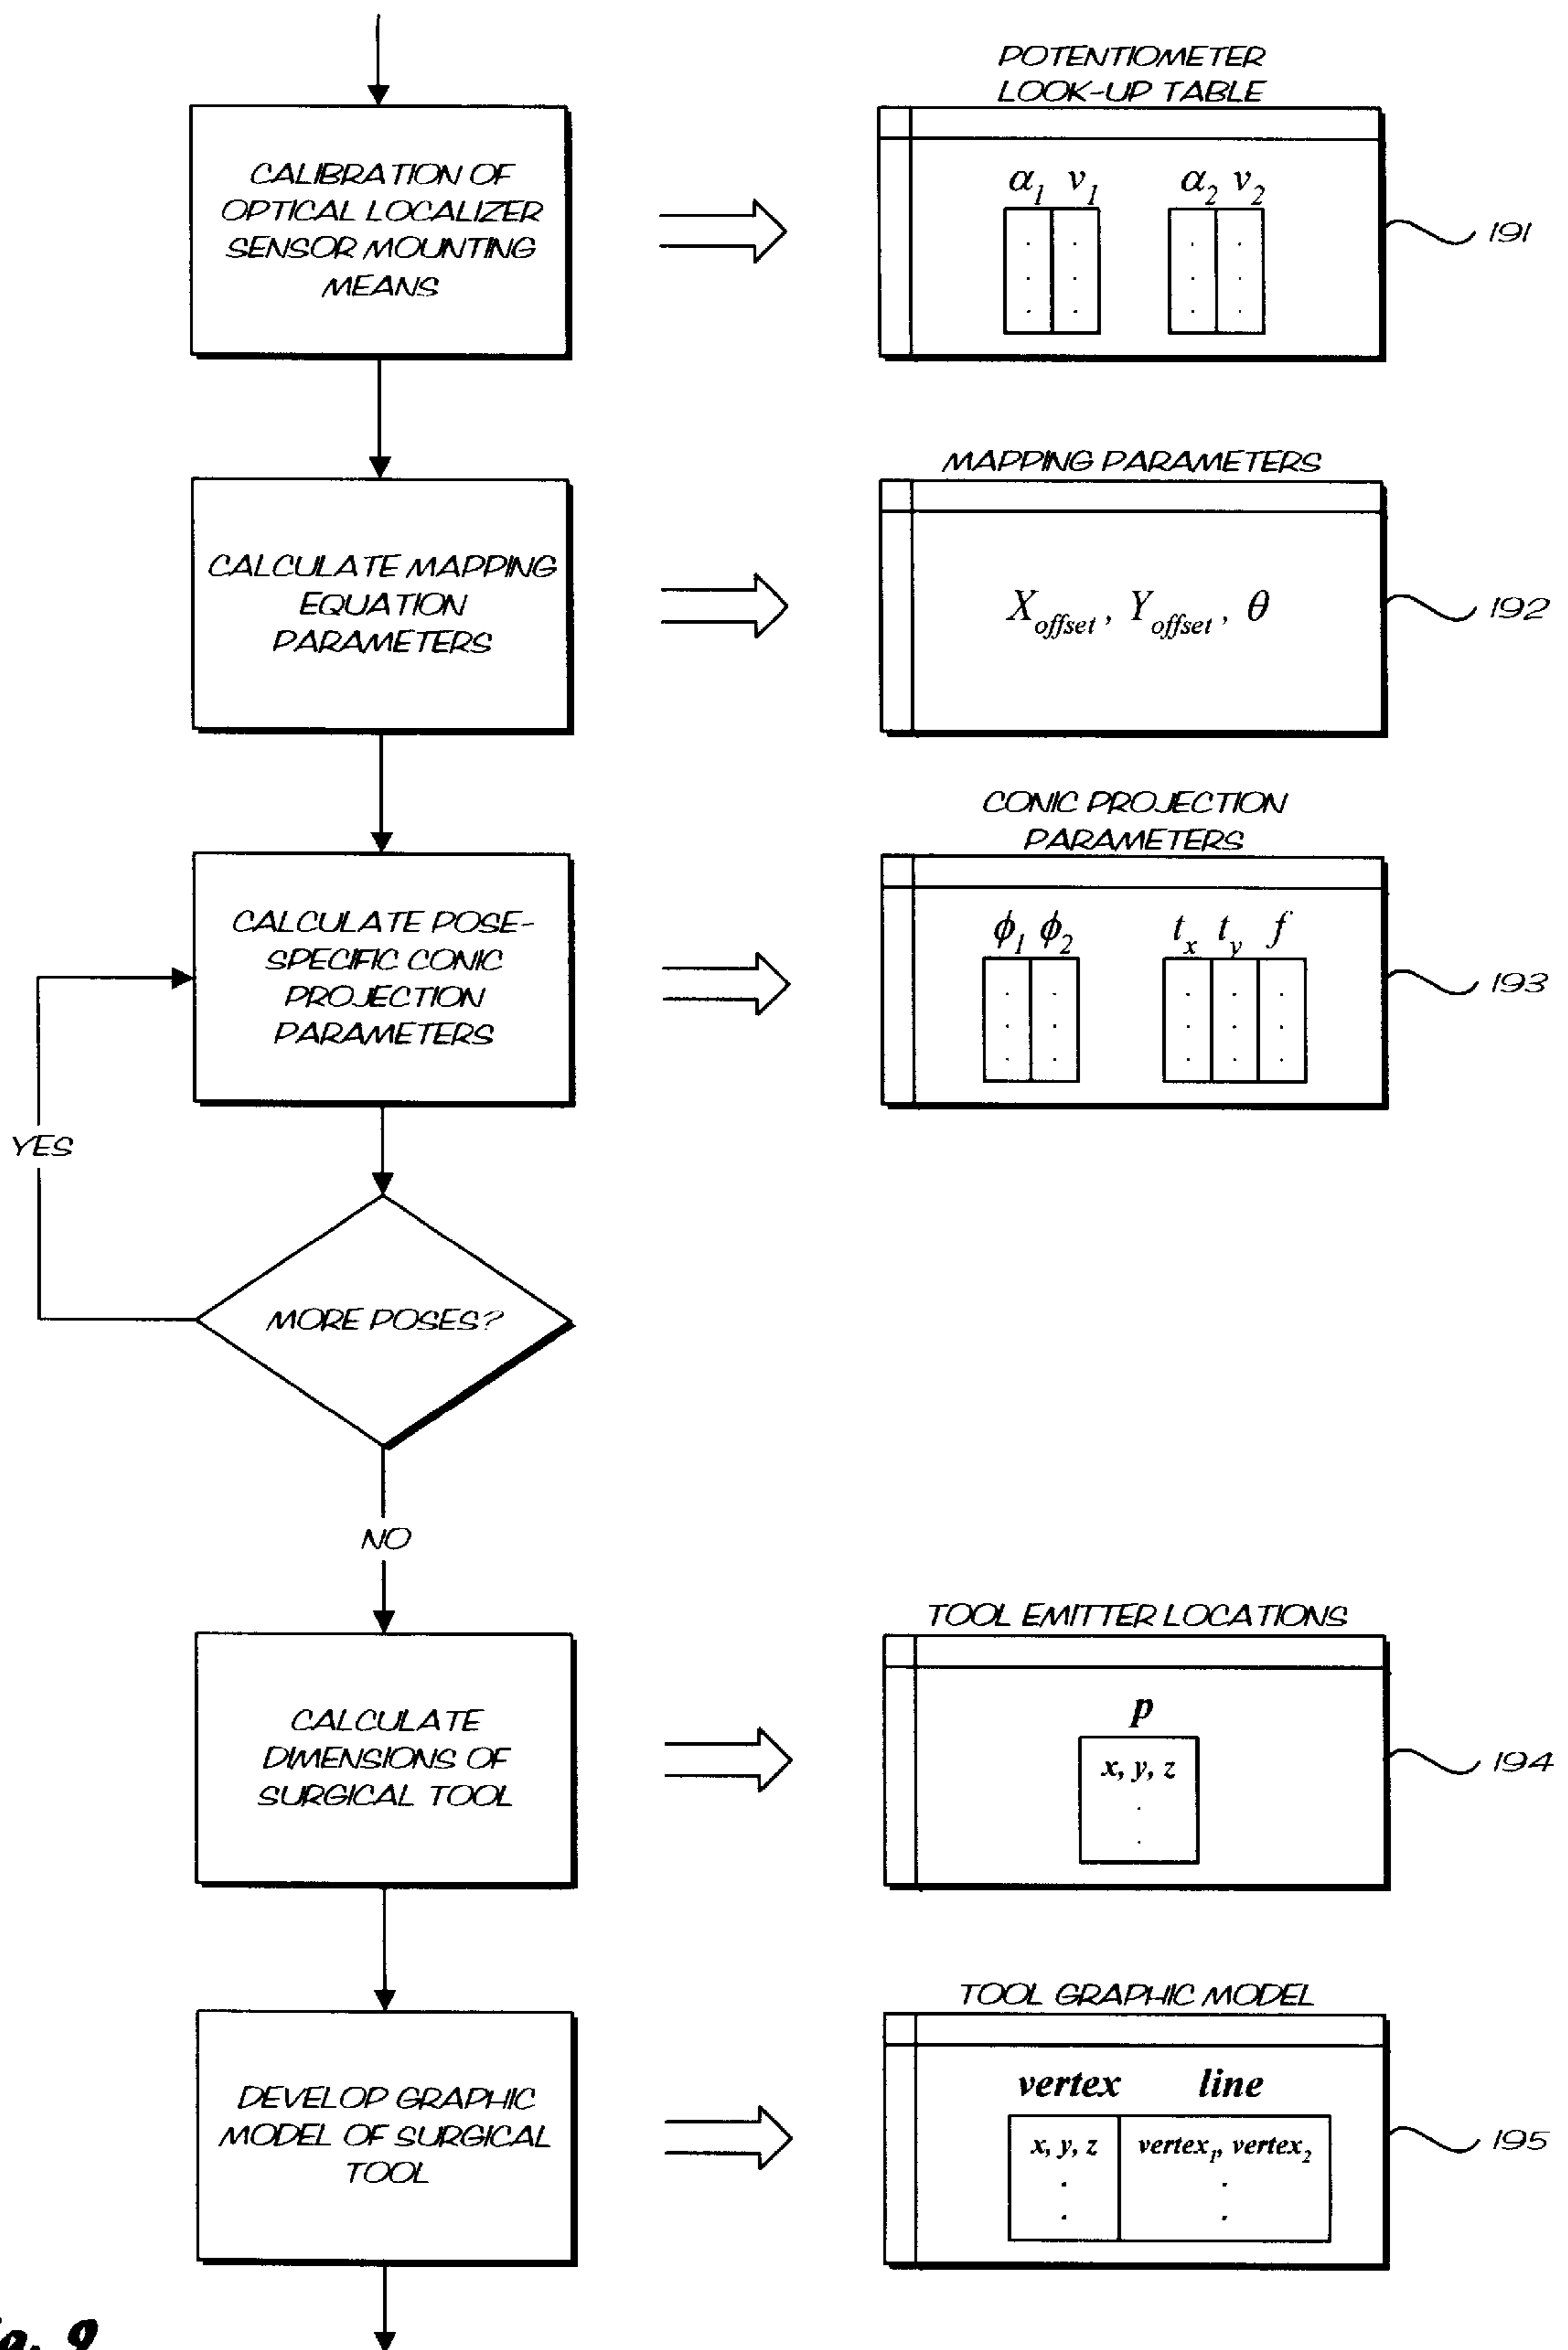 POTENTIOMETER
LOOK-UP TABLE
CALIBRATION OF
OPTICAL LOCALIZER
SENSOR MOUNTING
MEANS
α1 v1 α2 v2
191
MAPPING PARAMETERS
CALCULATE MAPPING
EQUATION
PARAMETERS
Xoffset, Yoffset, θ
192
CONIC PROJECTION
PARAMETERS
CALCULATE POSE-
SPECIFIC CONIC
PROJECTION
PARAMETERS
ϕ1 ϕ2 tx ty f
193
YES
MORE POSES?
NO
TOOL EMITTER LOCATIONS
CALCULATE
DIMENSIONS OF
SURGICAL TOOL
p
x, y, z
194
TOOL GRAPHIC MODEL
DEVELOP GRAPHIC
MODEL OF SURGICAL
TOOL
vertex line
x, y, z vertex1, vertex2
195